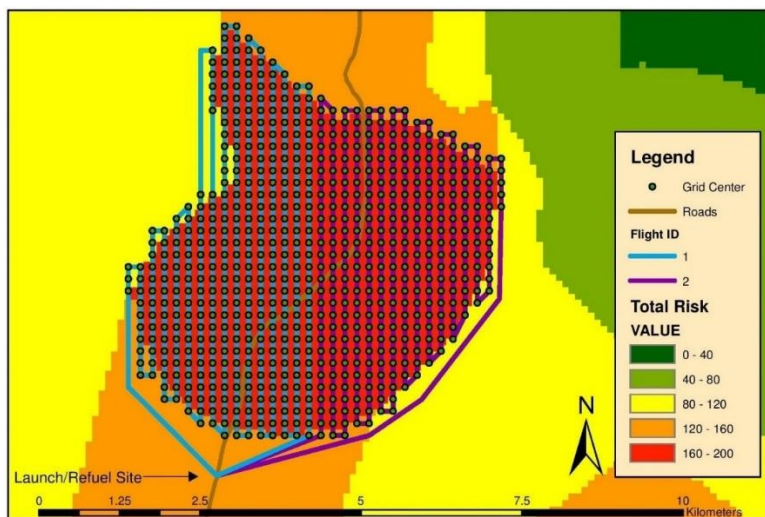 Legend
Grid Center
Roads
Flight ID
1
2
Total Risk
VALUE
0 - 40
40 - 80
80 - 120
120 - 160
160 - 200
N
Launch/Refuel Site
0 1.25 2.5 5 7.5 10
Kilometers